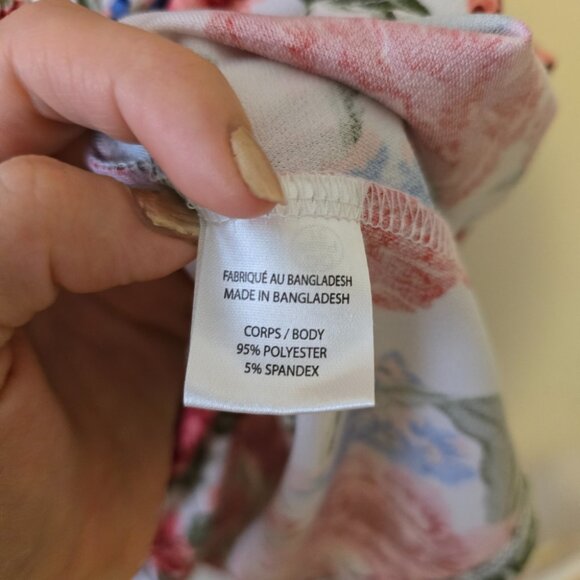 FABRIQUÉ AU BANGLADESH
MADE IN BANGLADESH
CORPS / BODY
95% POLYESTER
5% SPANDEX